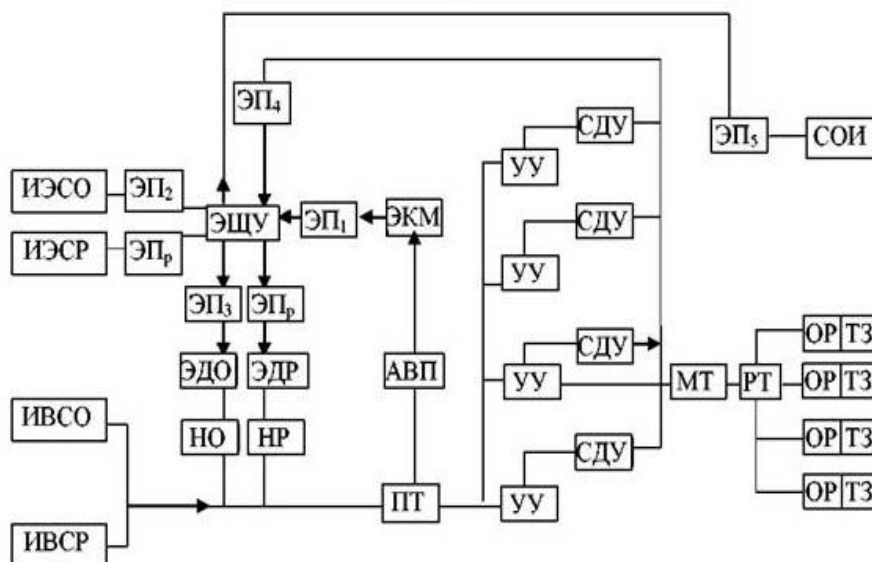 ЭП₄
СДУ
ЭП₅ СОИ
УУ
ИЭСО ЭП₂
ЭЩУ ЭП₁ ЭКМ
СДУ
ИЭСР ЭПр
УУ
ЭП₃ ЭПр
СДУ
ОР ТЗ
ЭДО ЭДР АВП
УУ
МТ РТ
ОР ТЗ
ИВСО
НО НР
СДУ
ОР ТЗ
ПТ
УУ
ОР ТЗ
ИВСР